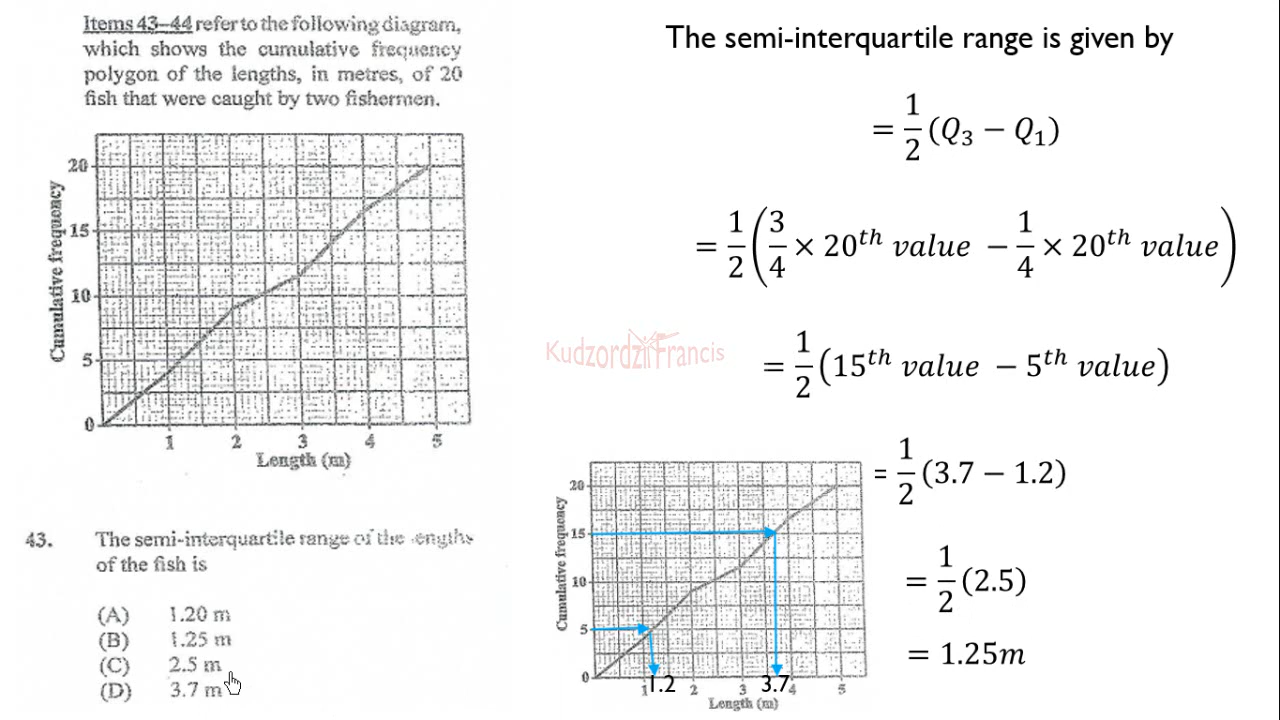 Items 43–44 refer to the following diagram,
which shows the cumulative frequency
polygon of the lengths, in metres, of 20
fish that were caught by two fishermen.
20
15
10
5
0
Cumulative frequency
1 2 3 4 5
Length (m)
43. The semi-interquartile range of the lengths
of the fish is
(A) 1.20 m
(B) 1.25 m
(C) 2.5 m
(D) 3.7 m
The semi-interquartile range is given by
= 1/2 (Q₃ − Q₁)
= 1/2 (3/4 × 20ᵗʰ value − 1/4 × 20ᵗʰ value)
= 1/2 (15ᵗʰ value − 5ᵗʰ value)
Kudzordzi Francis
= 1/2 (3.7 − 1.2)
= 1/2 (2.5)
= 1.25m
20
15
10
5
0
Cumulative frequency
1 1.2 2 3 3.7 4 5
Length (m)